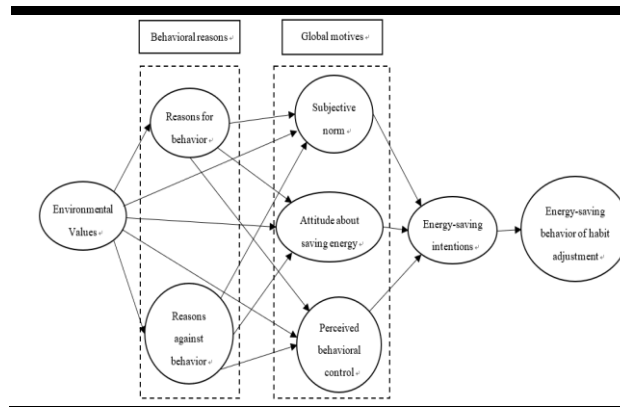 Behavioral reasons
Global motives
Reasons for
behavior
Subjective
norm
Environmental
Values
Attitude about
saving energy
Energy-saving
intentions
Energy-saving
behavior of habit
adjustment
Reasons
against
behavior
Perceived
behavioral
control